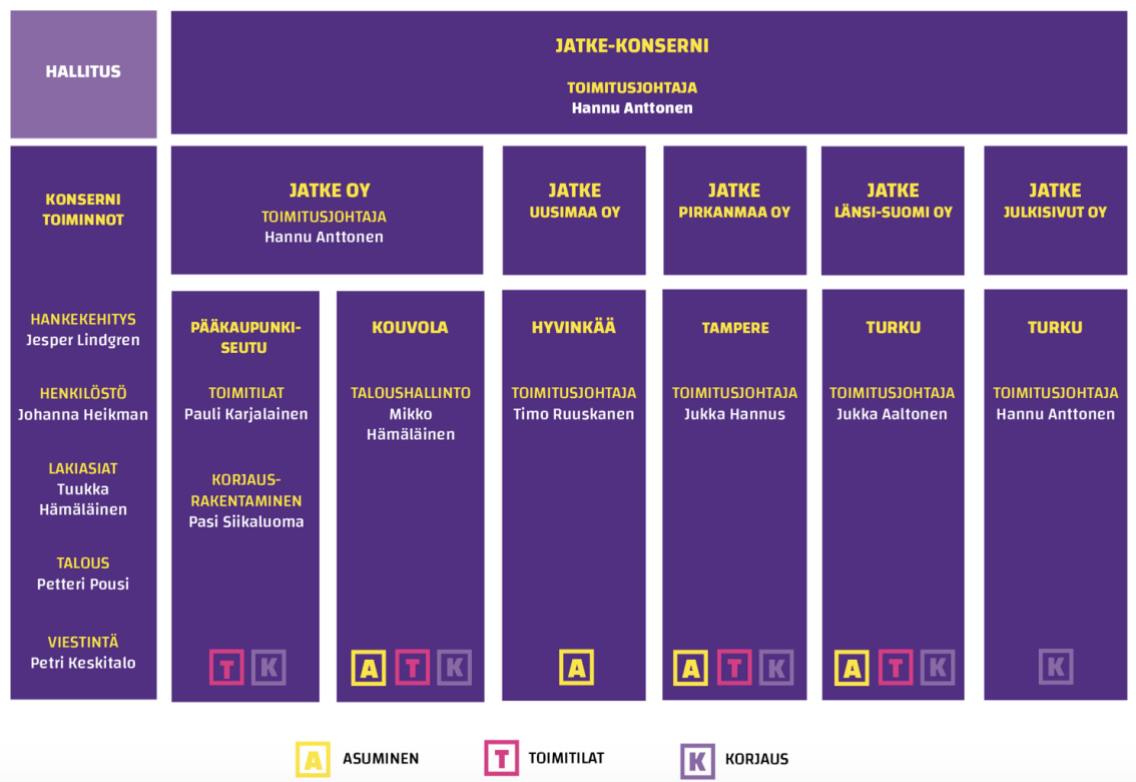 HALLITUS
JATKE-KONSERNI
TOIMITUSJOHTAJA
Hannu Anttonen
KONSERNI
TOIMINNOT
HANKEKEHITYS
Jesper Lindgren
HENKILÖSTÖ
Johanna Heikman
LAKIASIAT
Tuukka
Hämäläinen
TALOUS
Petteri Pousi
VIESTINTÄ
Petri Keskitalo
JATKE OY
TOIMITUSJOHTAJA
Hannu Anttonen
PÄÄKAUPUNKI-
SEUTU
TOIMITILAT
Pauli Karjalainen
KORJAUS-
RAKENTAMINEN
Pasi Siikaluoma
T K
KOUVOLA
TALOUSHALLINTO
Mikko
Hämäläinen
A T K
JATKE
UUSIMAA OY
HYVINKÄÄ
TOIMITUSJOHTAJA
Timo Ruuskanen
A
JATKE
PIRKANMAA OY
TAMPERE
TOIMITUSJOHTAJA
Jukka Hannus
A T K
JATKE
LÄNSI-SUOMI OY
TURKU
TOIMITUSJOHTAJA
Jukka Aaltonen
A T K
JATKE
JULKISIVUT OY
TURKU
TOIMITUSJOHTAJA
Hannu Anttonen
K
A ASUMINEN
T TOIMITILAT
K KORJAUS